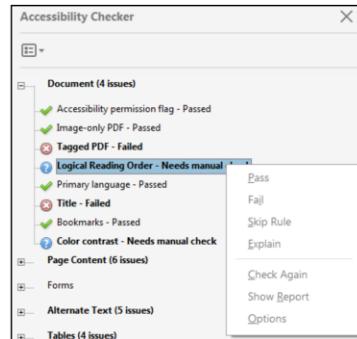 Accessibility Checker
Document (4 issues)
Accessibility permission flag - Passed
Image-only PDF - Passed
Tagged PDF - Failed
Logical Reading Order - Needs manual
Primary language - Passed
Title - Failed
Bookmarks - Passed
Color contrast - Needs manual check
Page Content (6 issues)
Forms
Alternate Text (5 issues)
Tables (4 issues)
Pass
Fail
Skip Rule
Explain
Check Again
Show Report
Options